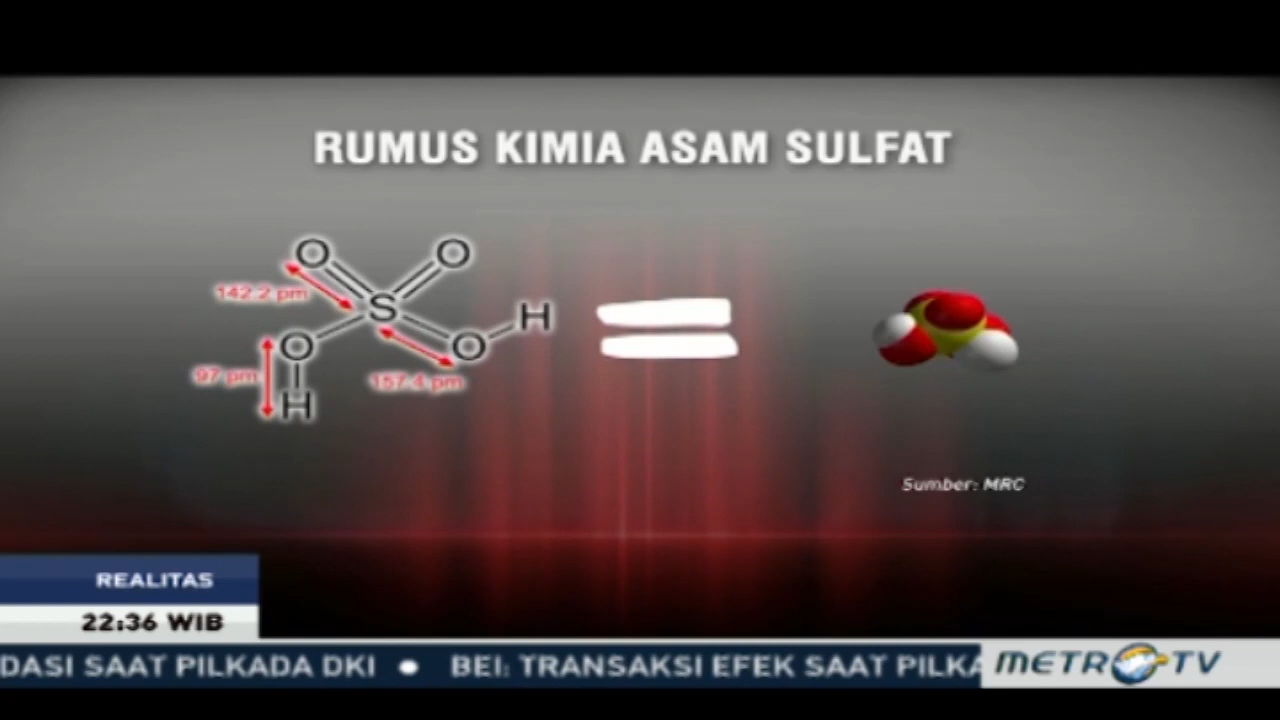 RUMUS KIMIA ASAM SULFAT
O O
142.2 pm
S
H
O O
97 pm
157.4 pm
H
Sumber: MRC
REALITAS
22:36 WIB
DASI SAAT PILKADA DKI • BEI: TRANSAKSI EFEK SAAT PILKA
METRO TV